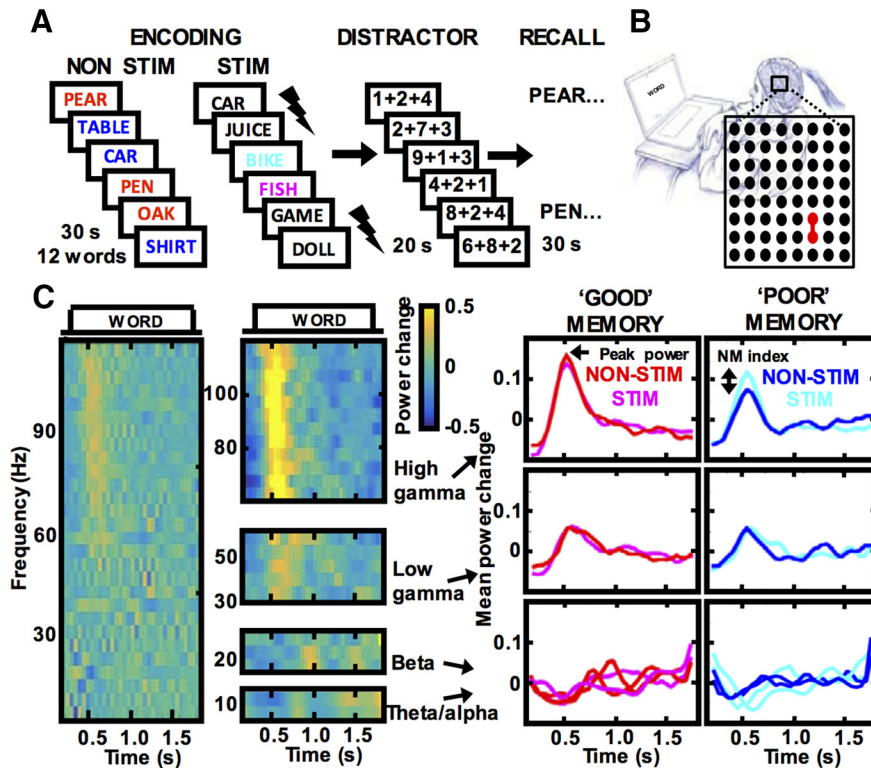 A
ENCODING
DISTRACTOR
RECALL
B
NON STIM
STIM
PEAR
TABLE
CAR
PEN
OAK
SHIRT
30 s
12 words
CAR
JUICE
BIKE
FISH
GAME
DOLL
1+2+4
2+7+3
9+1+3
4+2+1
8+2+4
6+8+2
20 s
PEAR...
PEN...
30 s
WORD
C
WORD
WORD
Power change
0.5
0
-0.5
Frequency (Hz)
90
60
30
0.5 1.0 1.5
Time (s)
100
80
High
gamma
50
30
Low
gamma
20
Beta
10
Theta/alpha
0.5 1.0 1.5
Time (s)
'GOOD'
MEMORY
'POOR'
MEMORY
Mean power change
0.1
0
Peak power
NON-STIM
STIM
NM index
NON-STIM
STIM
0.1
0
0.1
0
0.5 1.0 1.5
Time (s)
0.5 1.0 1.5
Time (s)